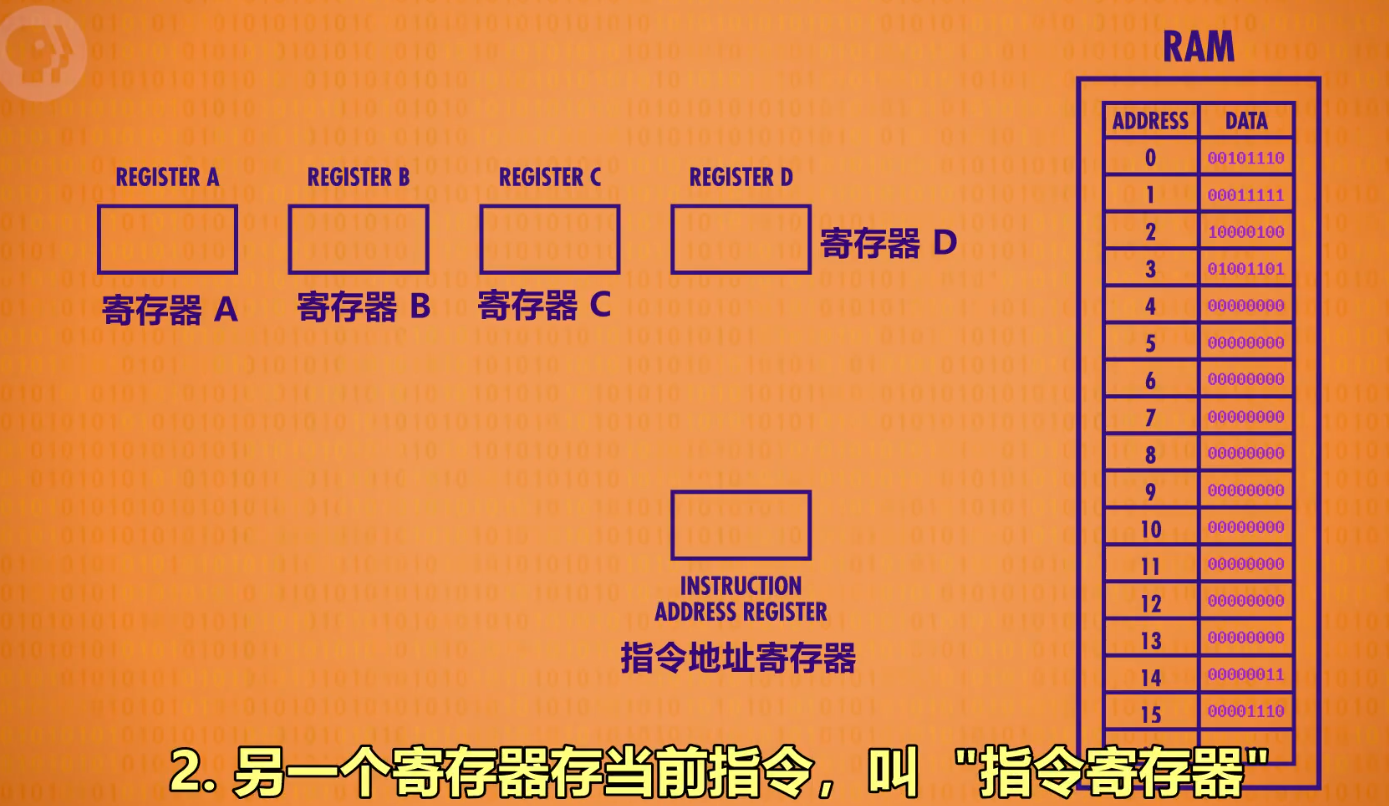 RAM
ADDRESS DATA
0 00101110
1 00011111
2 10000100
3 01001101
4 00000000
5 00000000
6 00000000
7 00000000
8 00000000
9 00000000
10 00000000
11 00000000
12 00000000
13 00000000
14 00000011
15 00001110
REGISTER A
寄存器 A
REGISTER B
寄存器 B
REGISTER C
寄存器 C
REGISTER D
寄存器 D
INSTRUCTION
ADDRESS REGISTER
指令地址寄存器
2. 另一个寄存器存当前指令，叫 "指令寄存器"